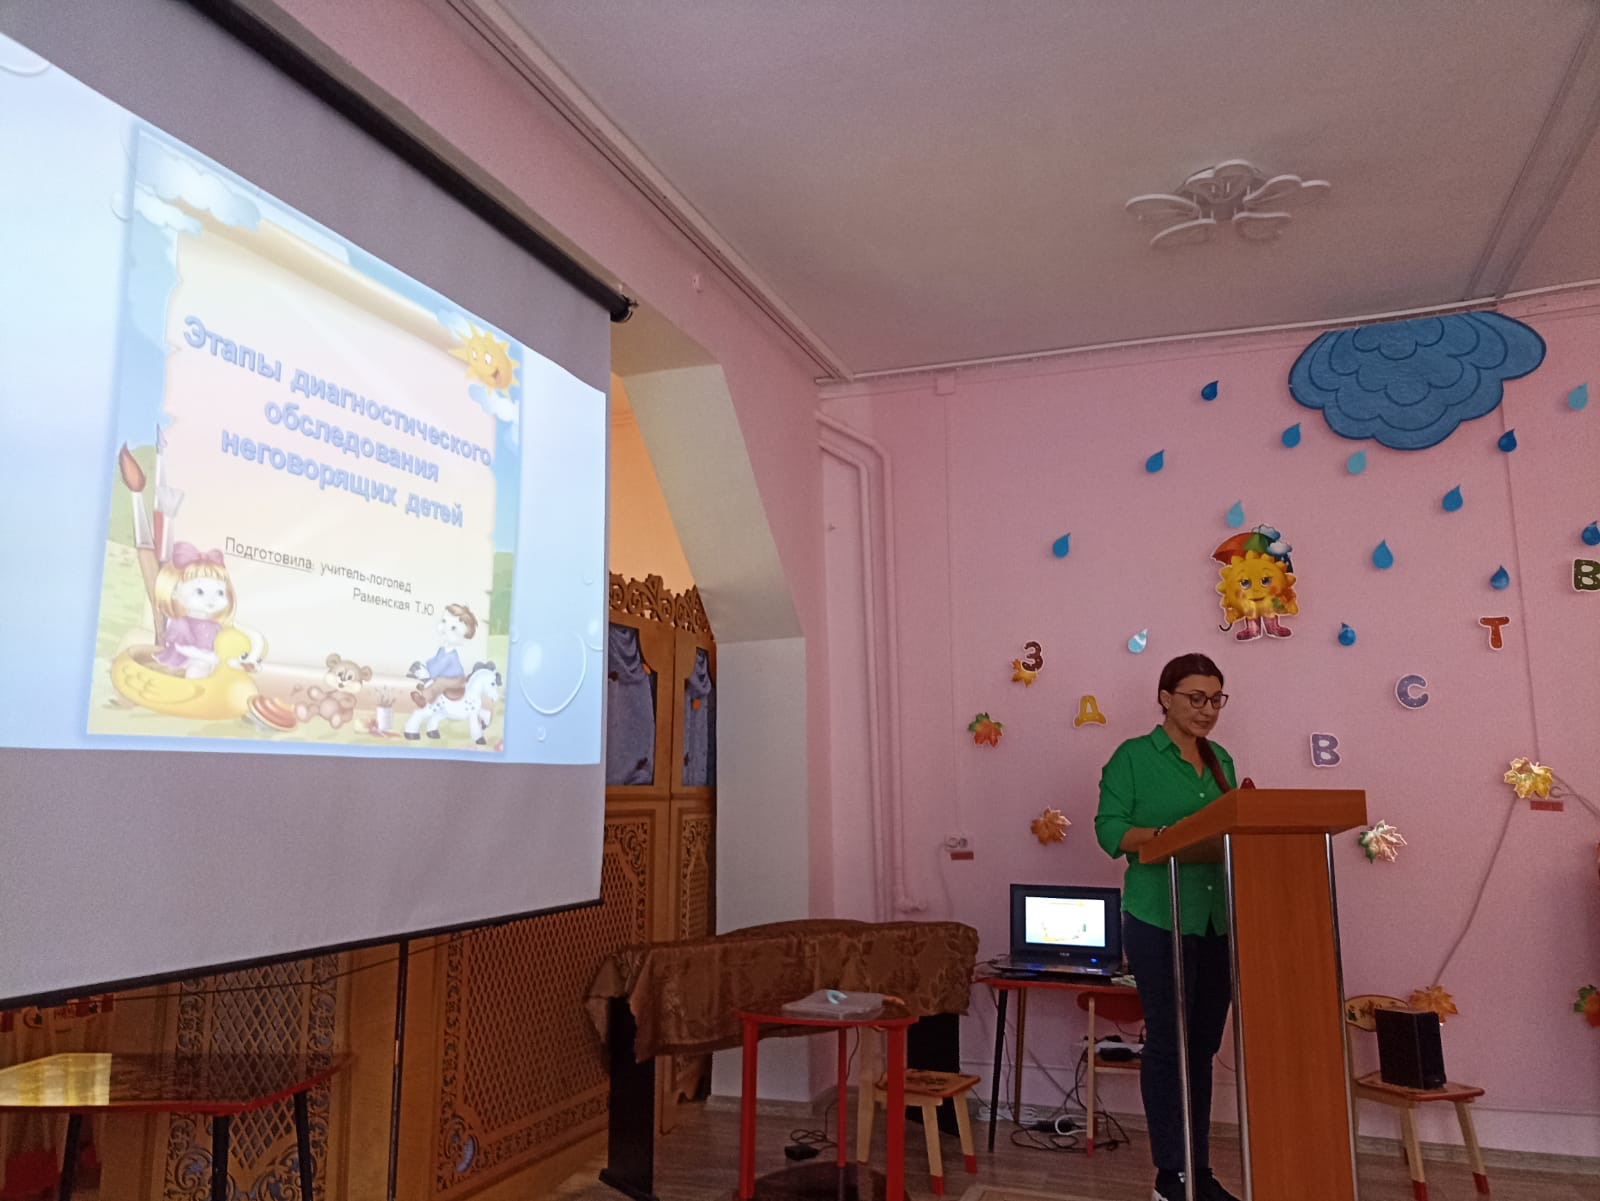 Этапы диагностического
обследования
неговорящих детей
Подготовила: учитель-логопед
Раменская Т.Ю
З
Д
В
С
Т
В